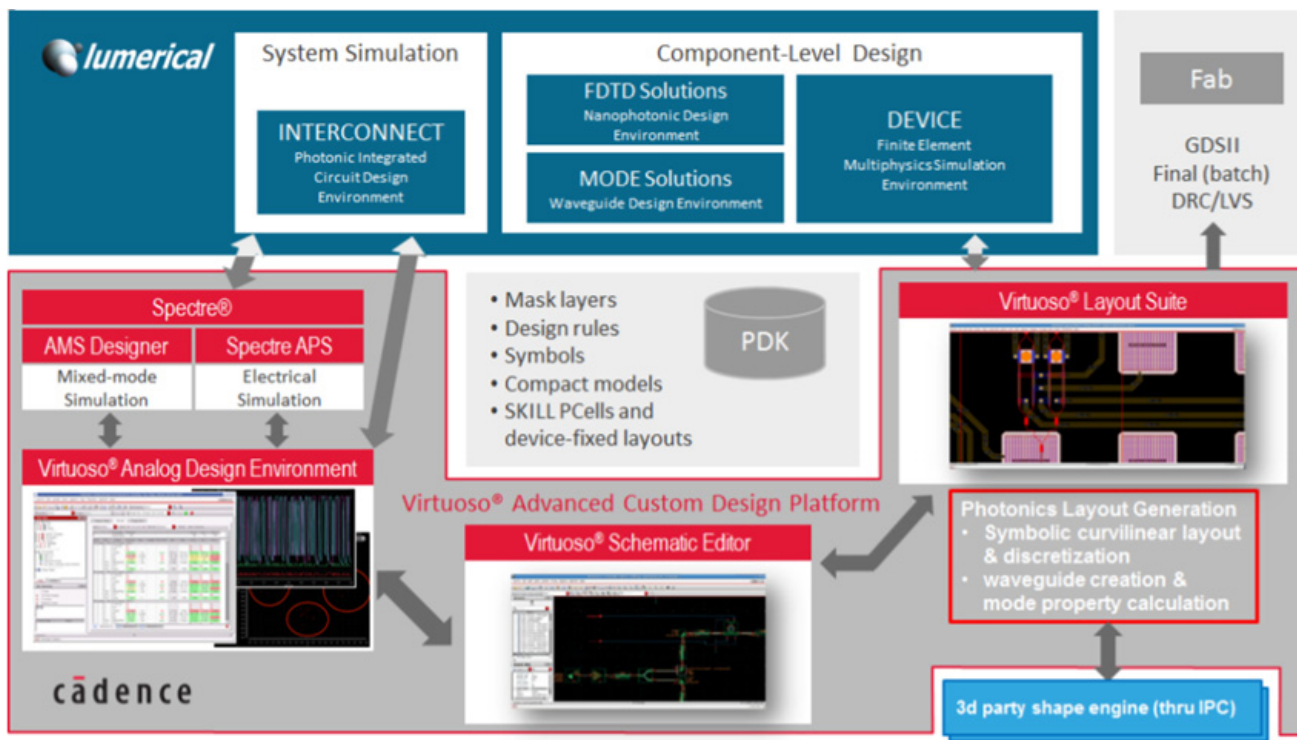 lumerical
System Simulation
INTERCONNECT
Photonic Integrated
Circuit Design
Environment
Component-Level Design
FDTD Solutions
Nanophotonic Design
Environment
MODE Solutions
Waveguide Design Environment
DEVICE
Finite Element
Multiphysics Simulation
Environment
Fab
GDSII
Final (batch)
DRC/LVS
Spectre®
AMS Designer
Mixed-mode
Simulation
Spectre APS
Electrical
Simulation
• Mask layers
• Design rules
• Symbols
• Compact models
• SKILL PCells and
device-fixed layouts
PDK
Virtuoso® Layout Suite
Virtuoso® Analog Design Environment
Virtuoso® Advanced Custom Design Platform
Virtuoso® Schematic Editor
Photonics Layout Generation
• Symbolic curvilinear layout
& discretization
• waveguide creation &
mode property calculation
cādence
3d party shape engine (thru IPC)